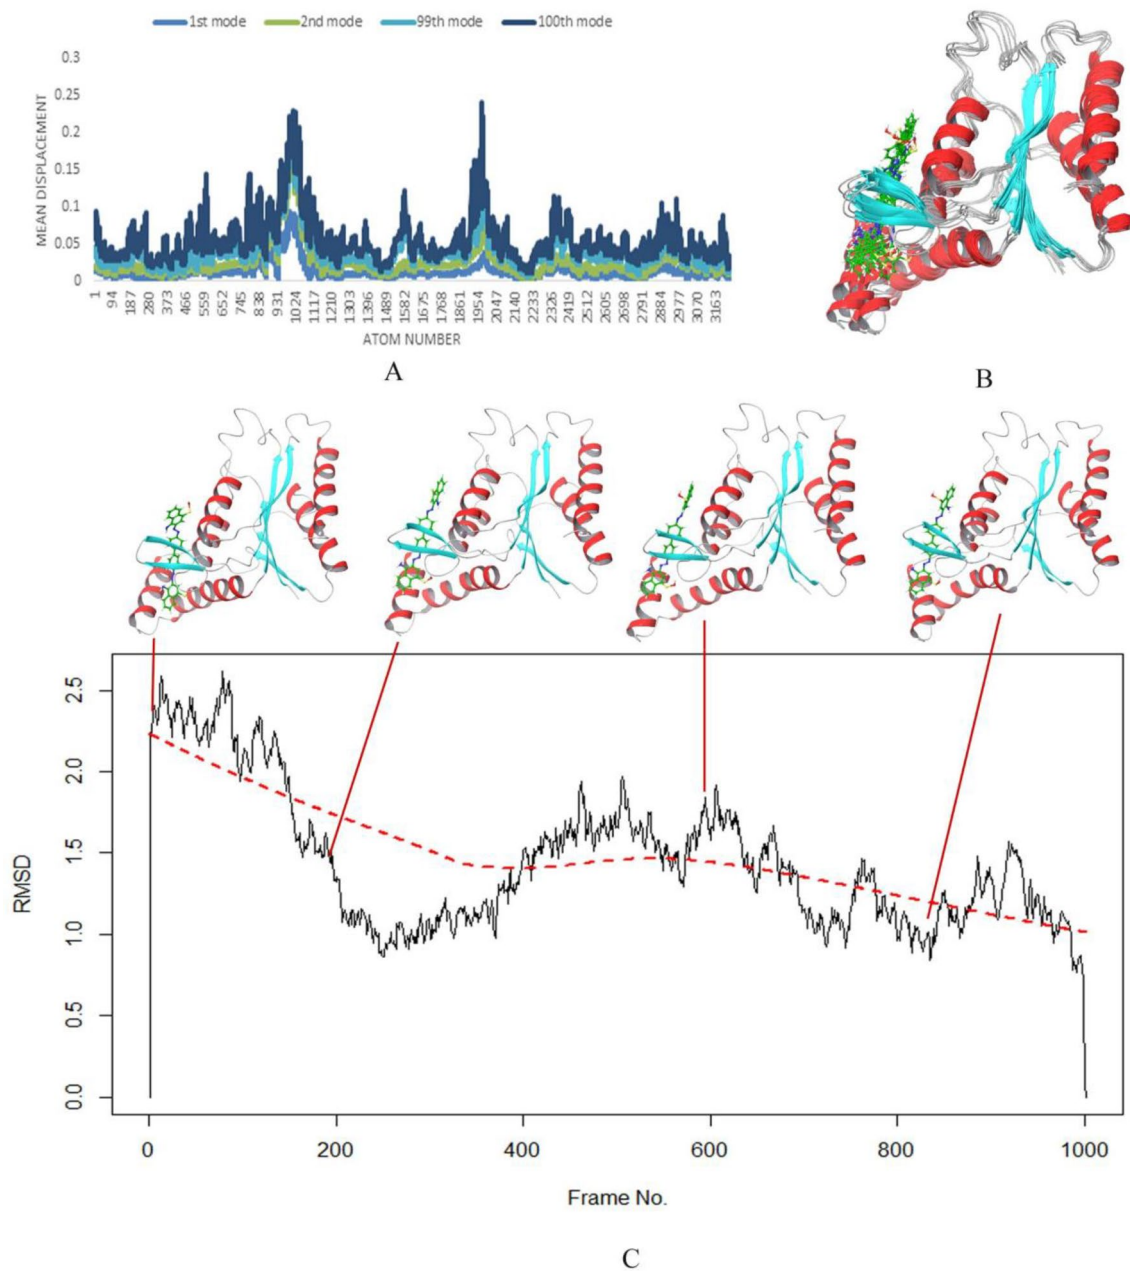 1st mode 2nd mode 99th mode 100th mode
0.3
0.25
0.2
0.15
0.1
0.05
0
MEAN DISPLACEMENT
1 94 187 280 373 466 559 652 745 838 931 1024 1117 1210 1303 1396 1489 1582 1675 1768 1861 1954 2047 2140 2233 2326 2419 2512 2605 2698 2791 2884 2977 3070 3163
ATOM NUMBER
A
B
2.5
2.0
1.5
1.0
0.5
0.0
RMSD
0 200 400 600 800 1000
Frame No.
C